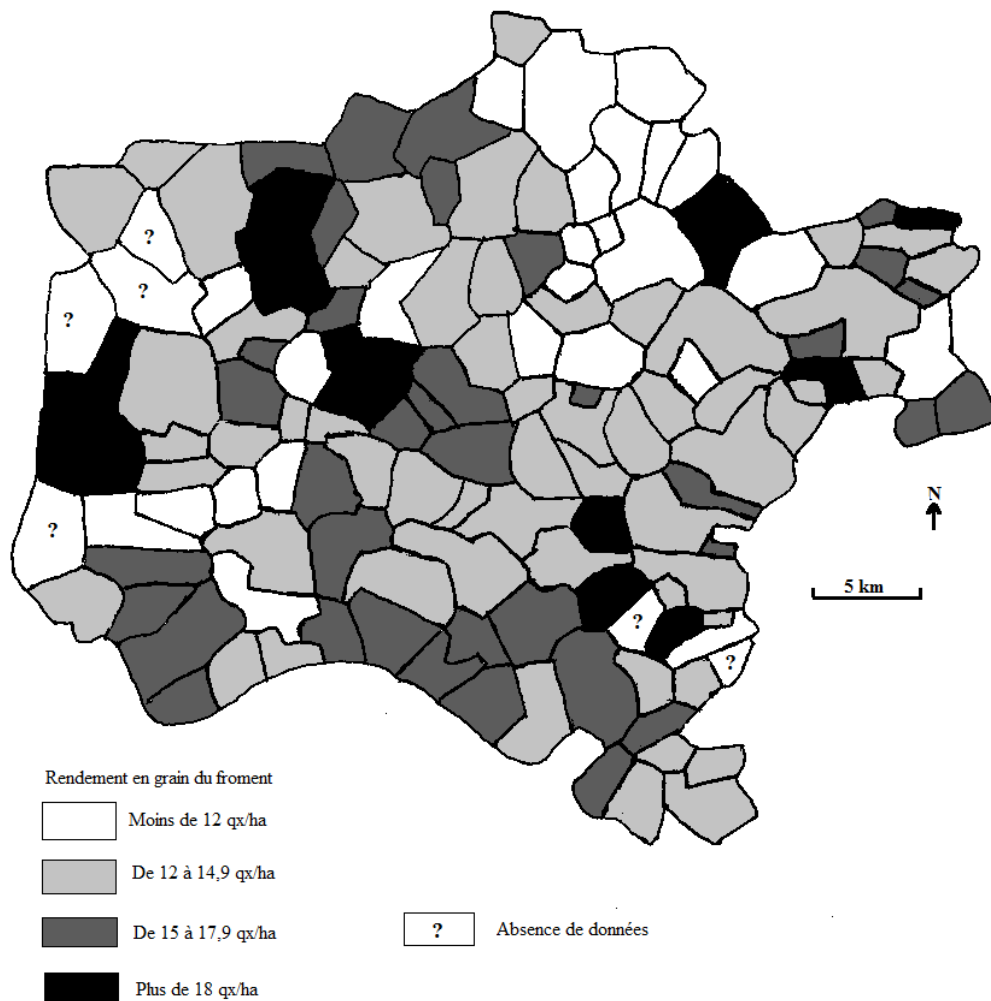 ?
?
?
N
?
5 km
?
?
Rendement en grain du froment
Moins de 12 qx/ha
De 12 à 14,9 qx/ha
De 15 à 17,9 qx/ha
? Absence de données
Plus de 18 qx/ha